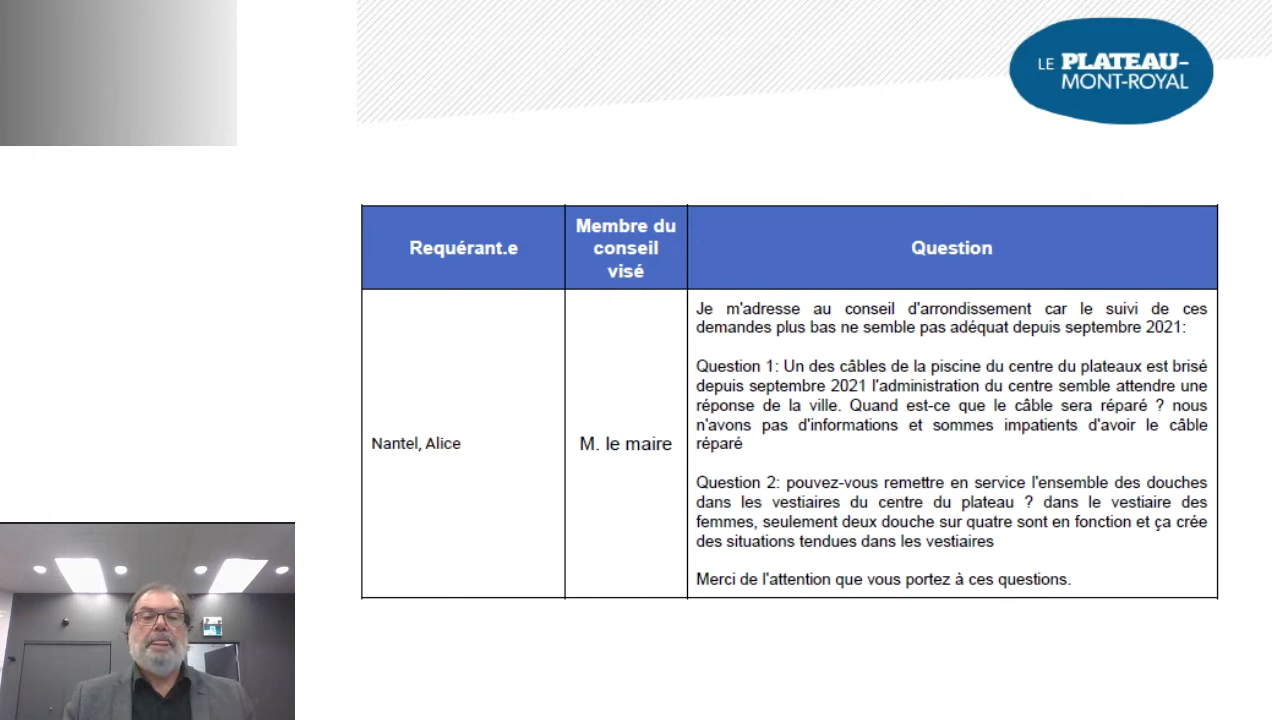 LE PLATEAU-
MONT-ROYAL
Requérant.e
Membre du
conseil
visé
Question
Nantel, Alice
M. le maire
Je m'adresse au conseil d'arrondissement car le suivi de ces
demandes plus bas ne semble pas adéquat depuis septembre 2021:
Question 1: Un des câbles de la piscine du centre du plateaux est brisé
depuis septembre 2021 l'administration du centre semble attendre une
réponse de la ville. Quand est-ce que le câble sera réparé ? nous
n'avons pas d'informations et sommes impatients d'avoir le câble
réparé
Question 2: pouvez-vous remettre en service l'ensemble des douches
dans les vestiaires du centre du plateau ? dans le vestiaire des
femmes, seulement deux douche sur quatre sont en fonction et ça crée
des situations tendues dans les vestiaires
Merci de l'attention que vous portez à ces questions.